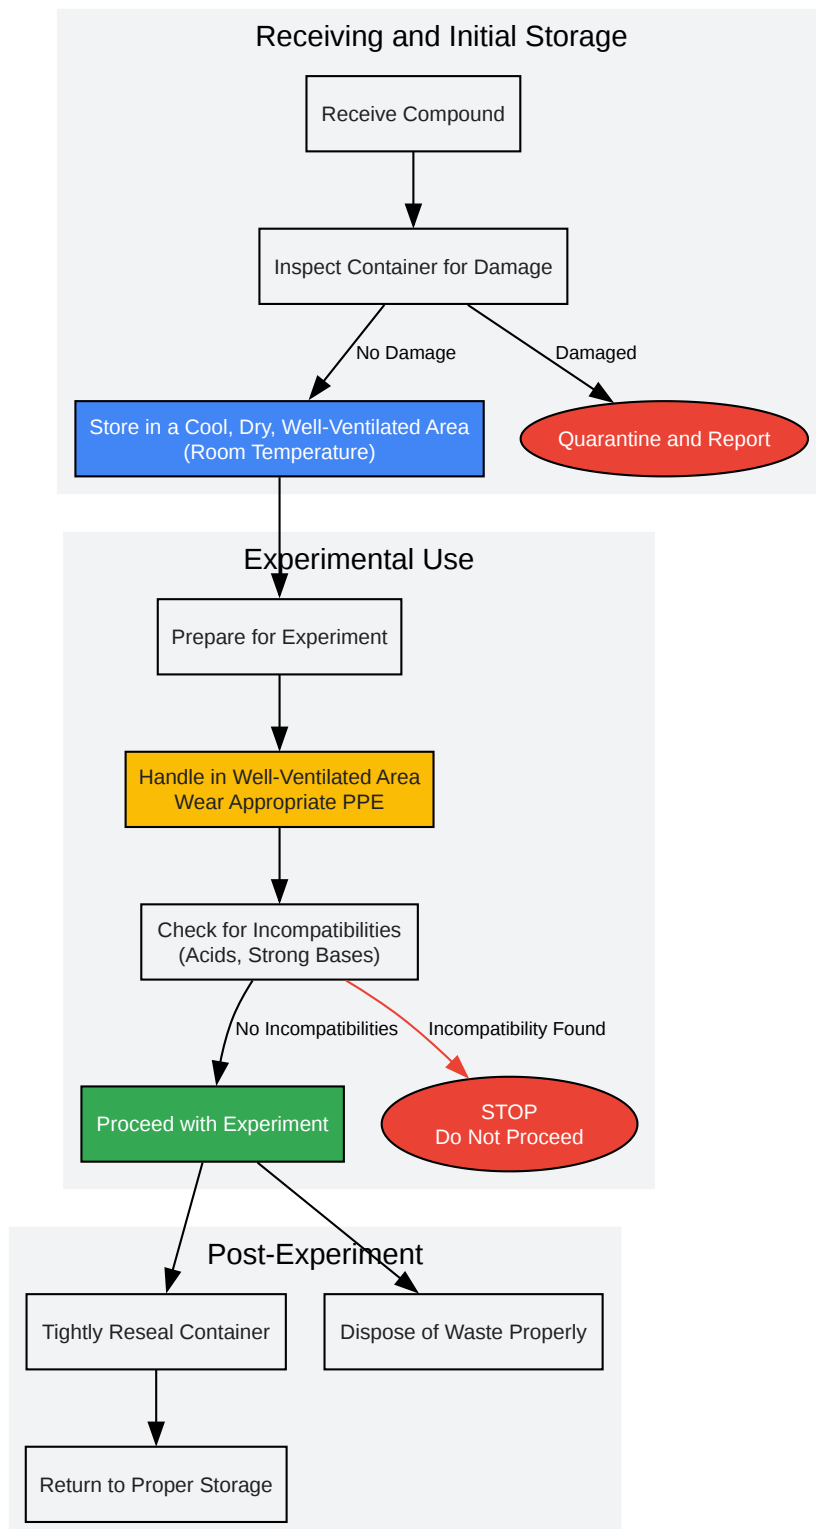 Receiving and Initial Storage
Receive Compound
Inspect Container for Damage
No Damage
Damaged
Store in a Cool, Dry, Well-Ventilated Area
(Room Temperature)
Quarantine and Report
Experimental Use
Prepare for Experiment
Handle in Well-Ventilated Area
Wear Appropriate PPE
Check for Incompatibilities
(Acids, Strong Bases)
No Incompatibilities
Incompatibility Found
Proceed with Experiment
STOP
Do Not Proceed
Post-Experiment
Tightly Reseal Container
Dispose of Waste Properly
Return to Proper Storage